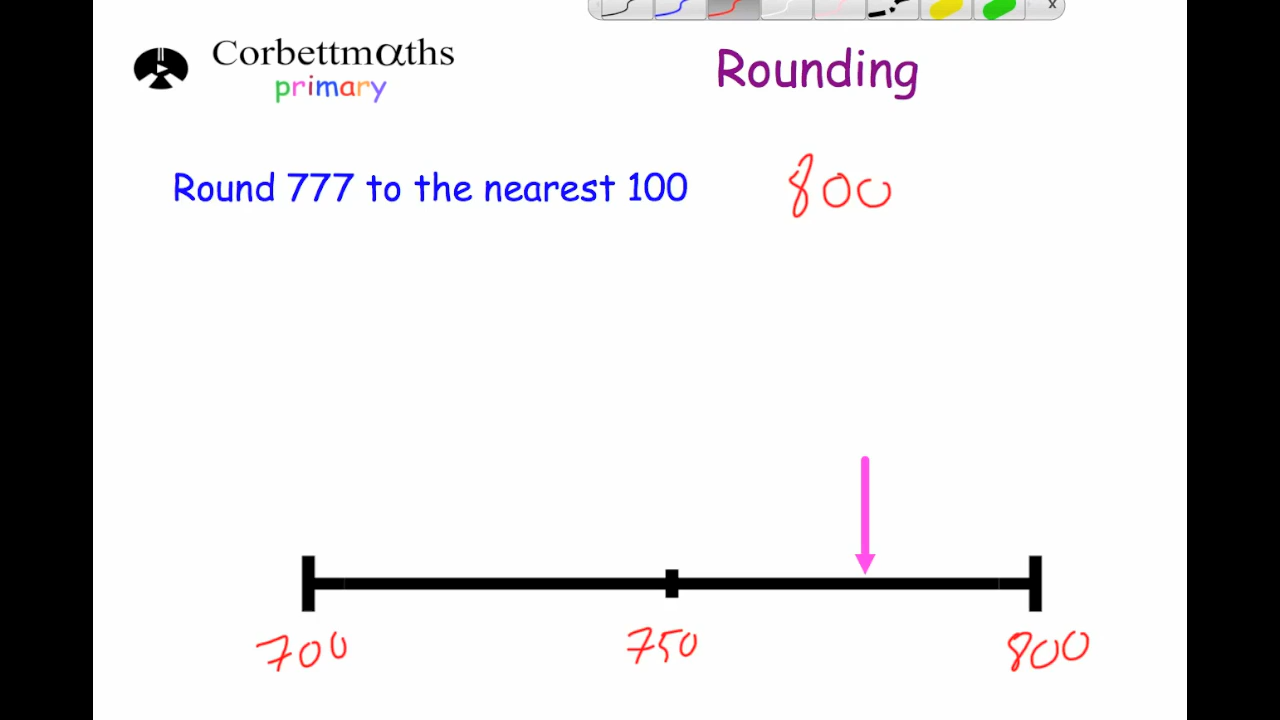 Corbettmαths
primary
Rounding
Round 777 to the nearest 100 800
700 750 800